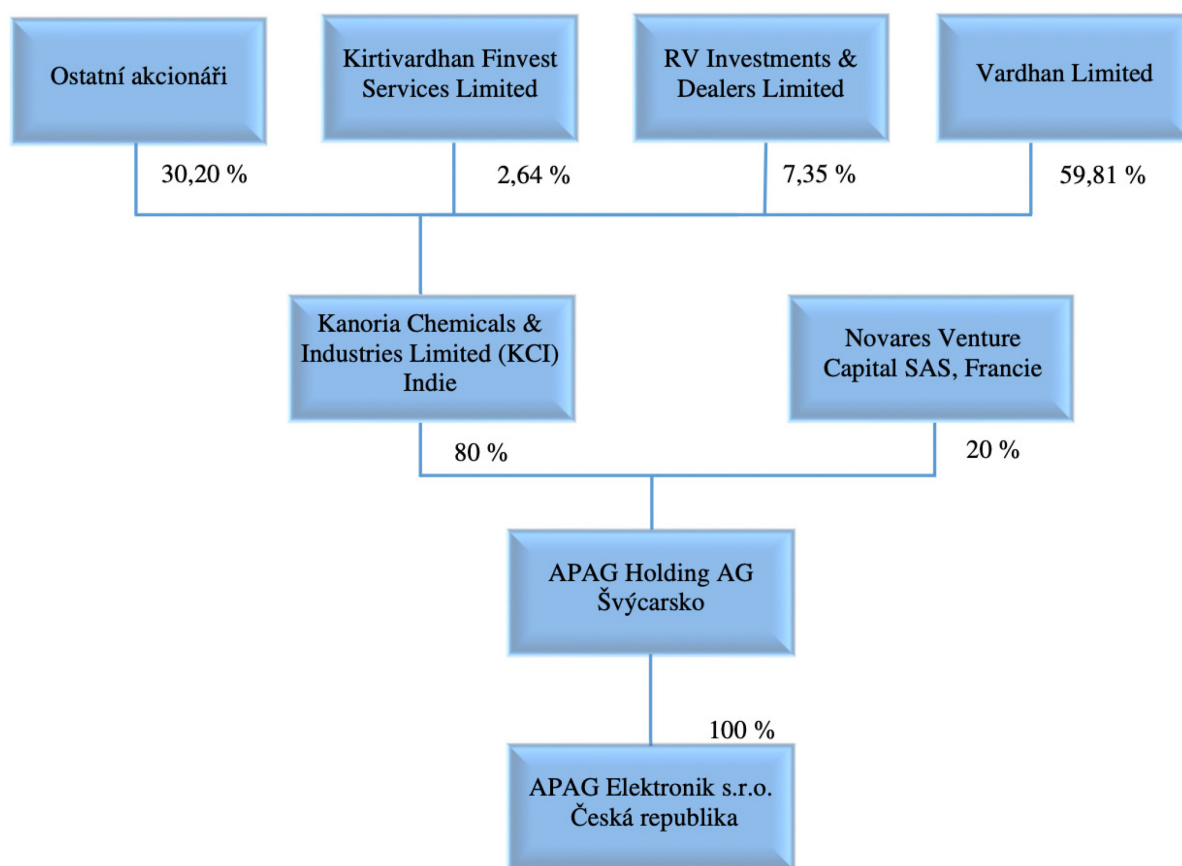 Ostatní akcionáři
Kirtivardhan Finvest
Services Limited
RV Investments &
Dealers Limited
Vardhan Limited
30,20 %
2,64 %
7,35 %
59,81 %
Kanoria Chemicals &
Industries Limited (KCI)
Indie
Novares Venture
Capital SAS, Francie
80 %
20 %
APAG Holding AG
Švýcarsko
100 %
APAG Elektronik s.r.o.
Česká republika